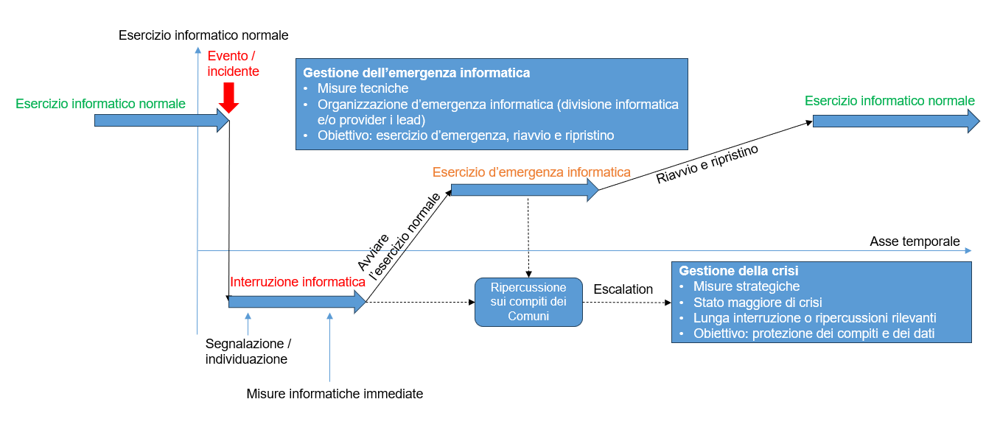 Esercizio informatico normale
Evento /
incidente
Esercizio informatico normale
Gestione dell'emergenza informatica
• Misure tecniche
• Organizzazione d'emergenza informatica (divisione informatica
e/o provider i lead)
• Obiettivo: esercizio d'emergenza, riavvio e ripristino
Esercizio informatico normale
Riavvio e ripristino
Esercizio d'emergenza informatica
Avviare
l'esercizio normale
Asse temporale
Interruzione informatica
Ripercussione
sui compiti dei
Comuni
Escalation
Gestione della crisi
• Misure strategiche
• Stato maggiore di crisi
• Lunga interruzione o ripercussioni rilevanti
• Obiettivo: protezione dei compiti e dei dati
Segnalazione /
individuazione
Misure informatiche immediate